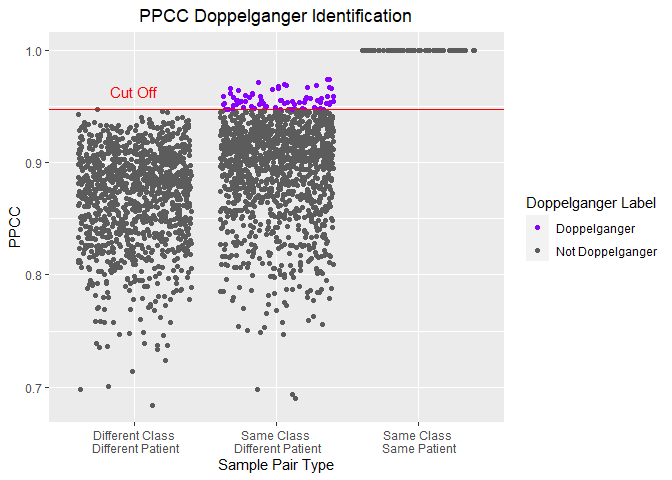 PPCC Doppelganger Identification
1.0
Cut Off
0.9
PPCC
0.8
0.7
Different Class
Different Patient
Same Class
Different Patient
Same Class
Same Patient
Sample Pair Type
Doppelganger Label
Doppelganger
Not Doppelganger